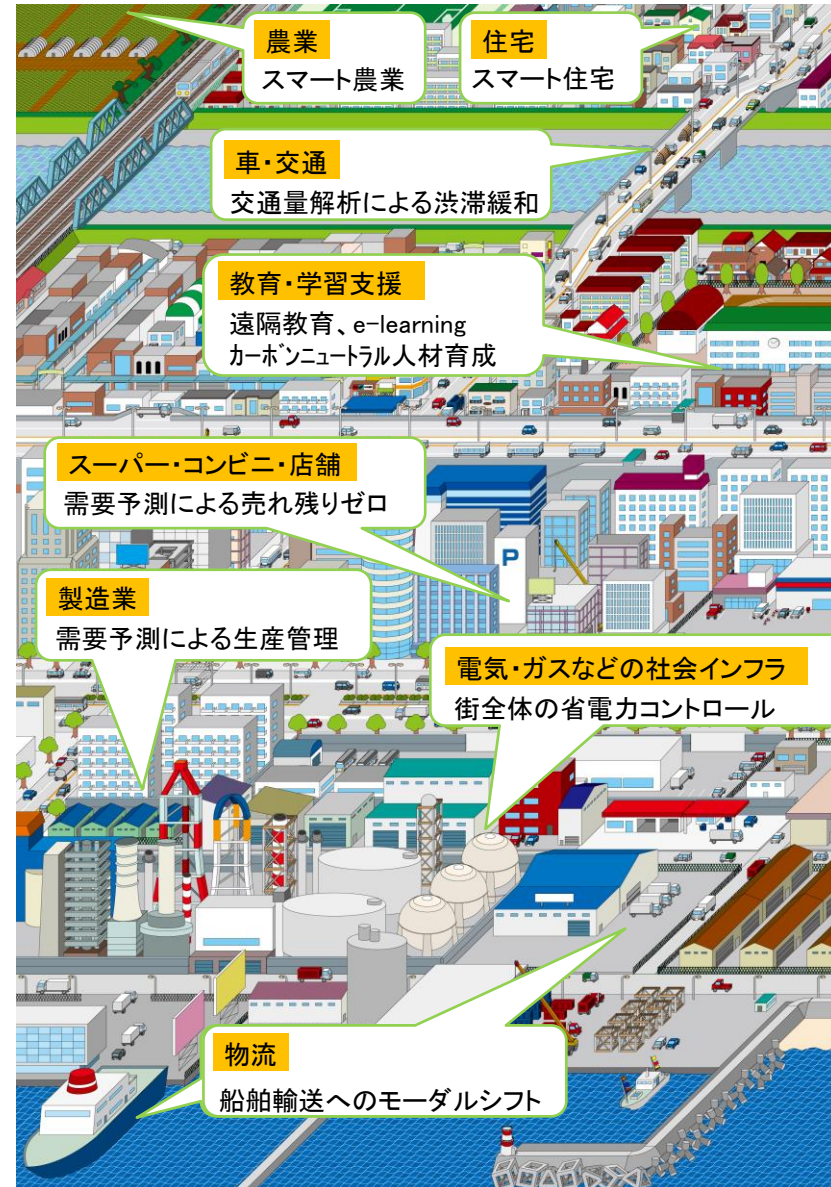 農業
スマート農業
住宅
スマート住宅
車・交通
交通量解析による渋滞緩和
教育・学習支援
遠隔教育、e-learning
カーボンニュートラル人材育成
スーパー・コンビニ・店舗
需要予測による売れ残りゼロ
P
製造業
需要予測による生産管理
電気・ガスなどの社会インフラ
街全体の省電力コントロール
物流
船舶輸送へのモーダルシフト